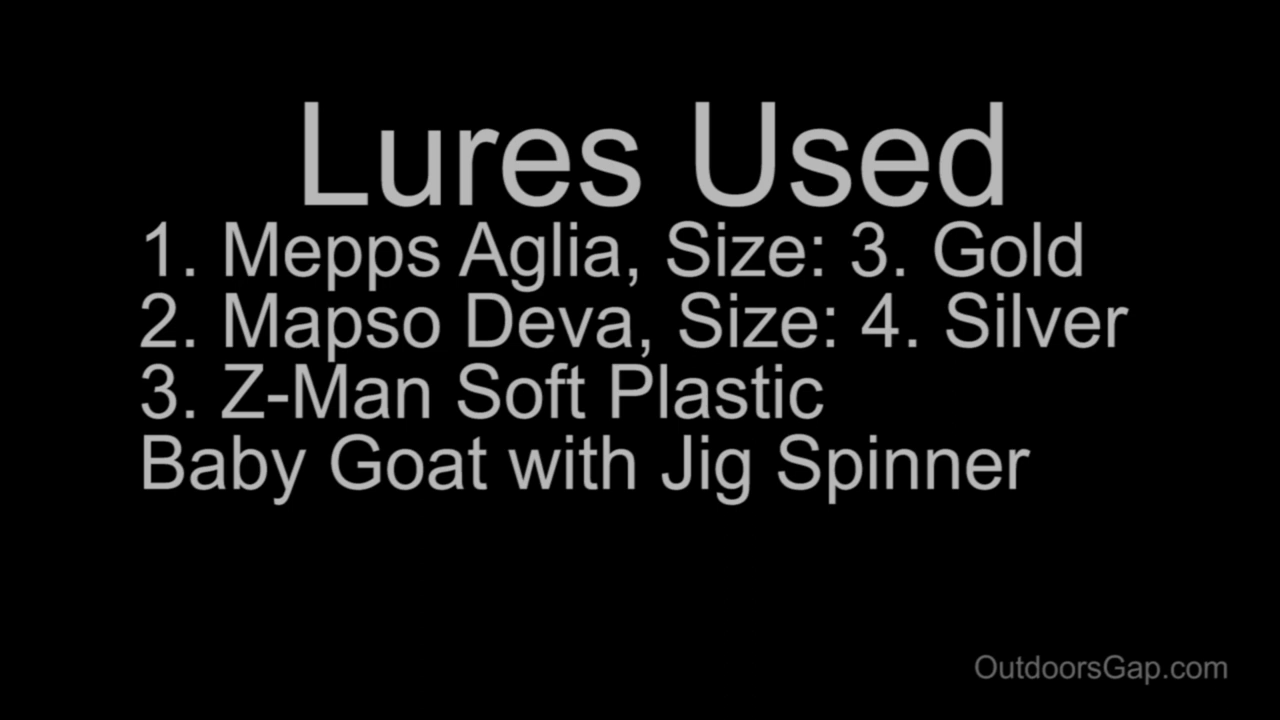 Lures Used
1. Mepps Aglia, Size: 3. Gold
2. Mapso Deva, Size: 4. Silver
3. Z-Man Soft Plastic
Baby Goat with Jig Spinner
OutdoorsGap.com